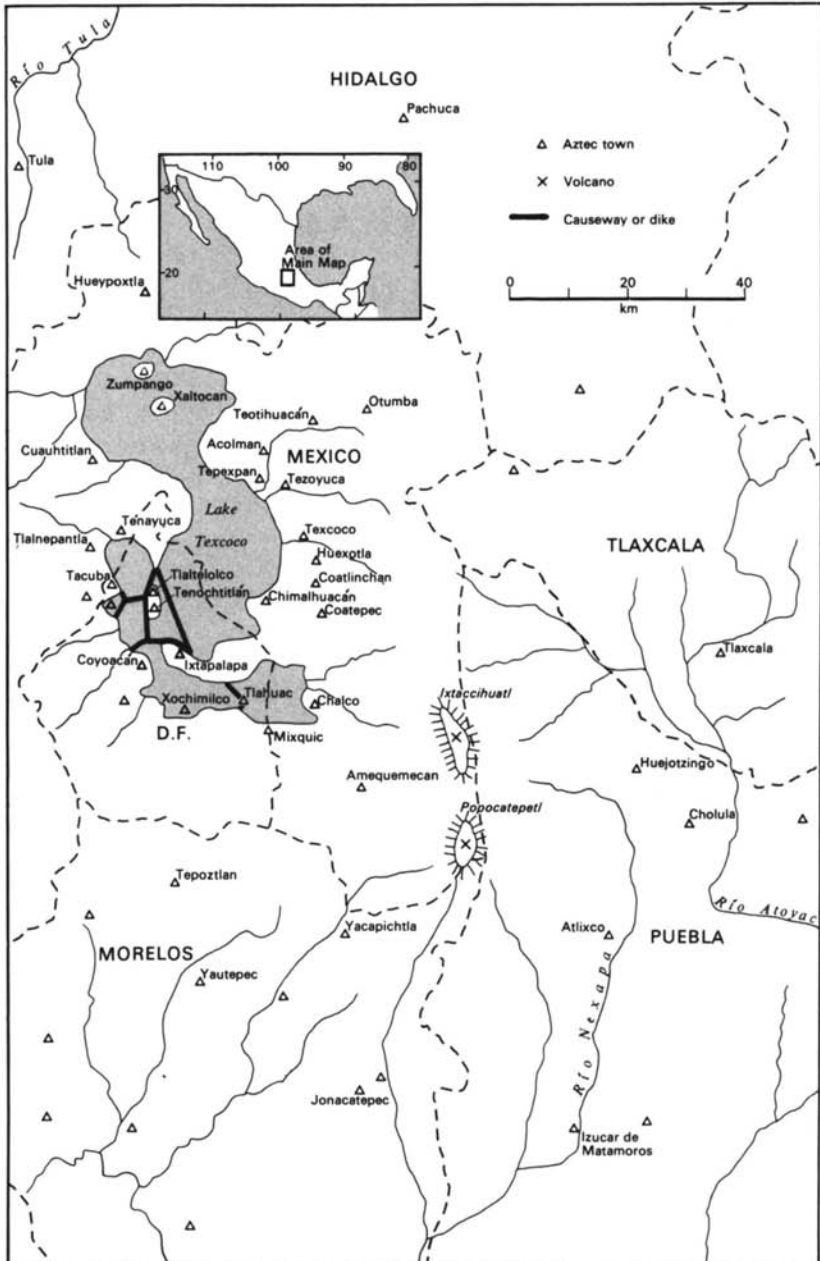 Río Tula
HIDALGO
Pachuca
Tula
110 100 90 80
30
20
Area of
Main Map
Aztec town
Volcano
Causeway or dike
0 20 40
km
Hueypoxtla
Zumpango
Xaltocan
Otumba
Teotihuacán
Cuauhtitlan
Acolman
MEXICO
Tepexpan
Tezoyuca
Lake
Texcoco
Tenayuca
Tlalnepantla
Texcoco
Huexotla
TLAXCALA
Tacuba
Tlaltelolco
Tenochtitlán
Coatlinchan
Chimalhuacán
Coatepec
Coyoacan
Ixtapalapa
Tlaxcala
Xochimilco
Tlahuac
Chalco
D.F.
Mixquic
Ixtaccihuatl
Huejotzingo
Amequemecan
Popocatepetl
Cholula
Tepoztlan
Río Atoyac
Yacapichtla
Atlixco
PUEBLA
MORELOS
Yautepec
Río Nexapa
Jonacatepec
Izucar de
Matamoros